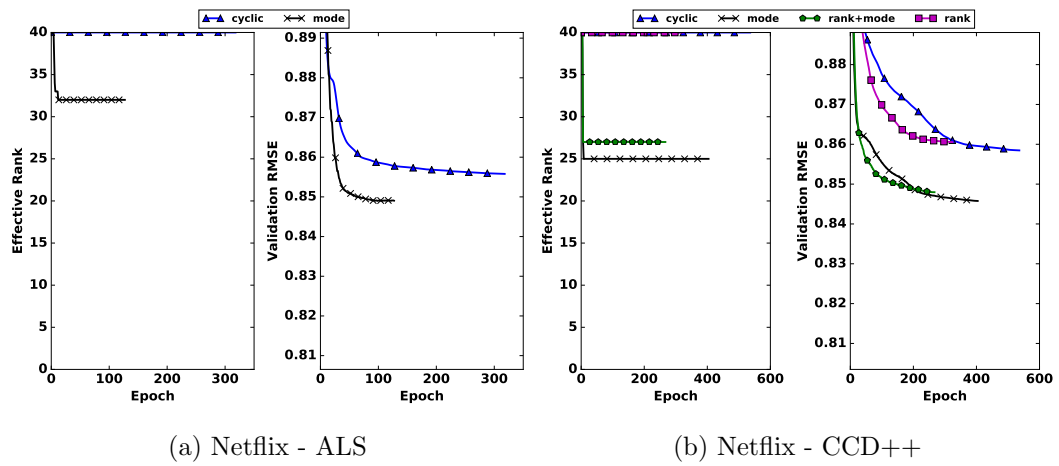 cyclic mode
cyclic mode rank+mode rank
40
35
30
25
20
15
10
5
0
Effective Rank
0 100 200 300
Epoch
0.89
0.88
0.87
0.86
0.85
0.84
0.83
0.82
0.81
Validation RMSE
0 100 200 300
Epoch
40
35
30
25
20
15
10
5
0
Effective Rank
0 200 400 600
Epoch
0.88
0.87
0.86
0.85
0.84
0.83
0.82
0.81
Validation RMSE
0 200 400 600
Epoch
(a) Netflix - ALS
(b) Netflix - CCD++